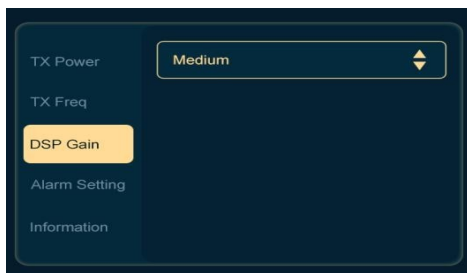 TX Power
Medium
TX Freq
DSP Gain
Alarm Setting
Information